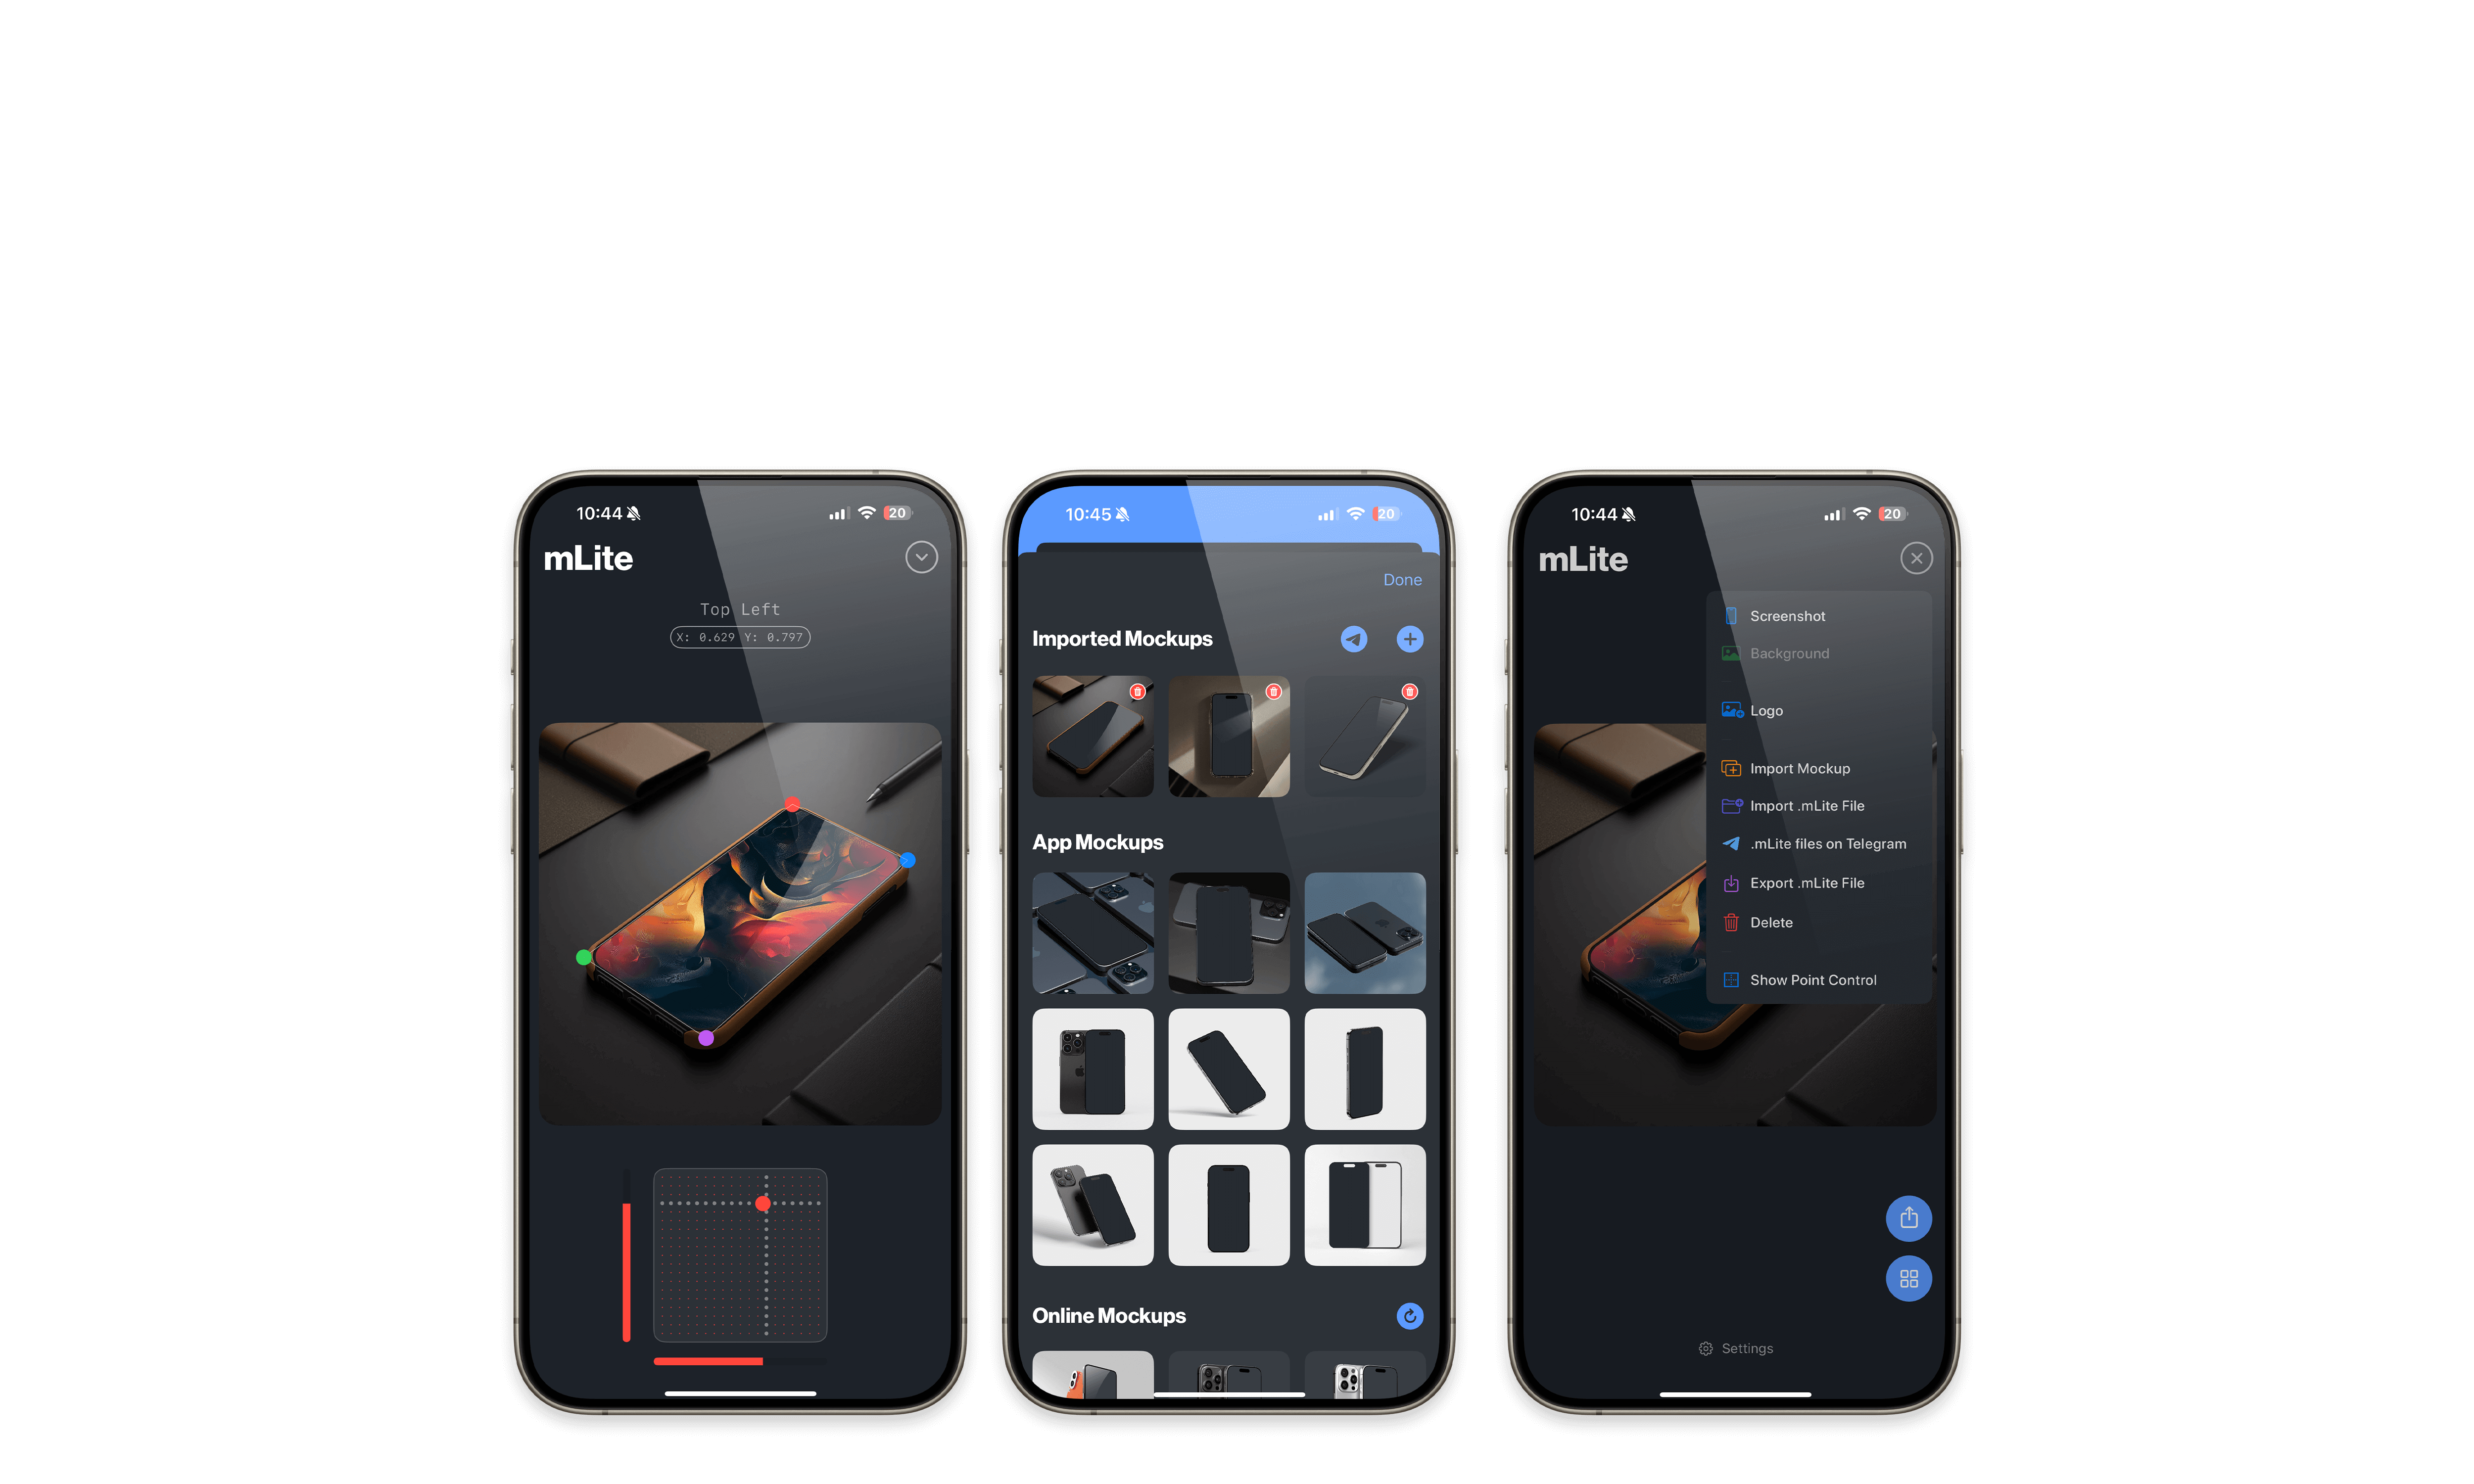 10:44
20
mLite
Top Left
X: 0.629 Y: 0.797
10:45
20
Done
Imported Mockups
App Mockups
Online Mockups
10:44
20
mLite
Screenshot
Background
Logo
Import Mockup
Import .mLite File
.mLite files on Telegram
Export .mLite File
Delete
Show Point Control
Settings